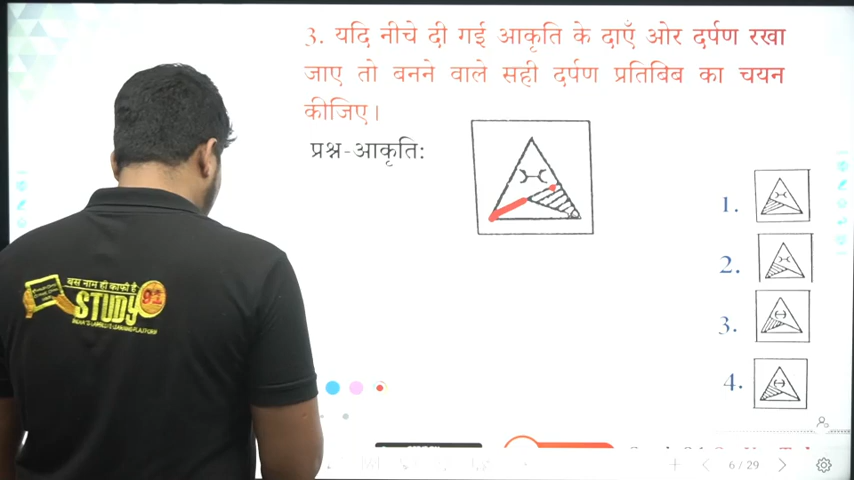 3. यदि नीचे दी गई आकृति के दाएँ ओर दर्पण रखा
जाए तो बनने वाले सही दर्पण प्रतिबिंब का चयन
कीजिए।
प्रश्न-आकृति:
1.
2.
3.
4.
बस नाम ही काफी है
STUDY 91
6 / 29